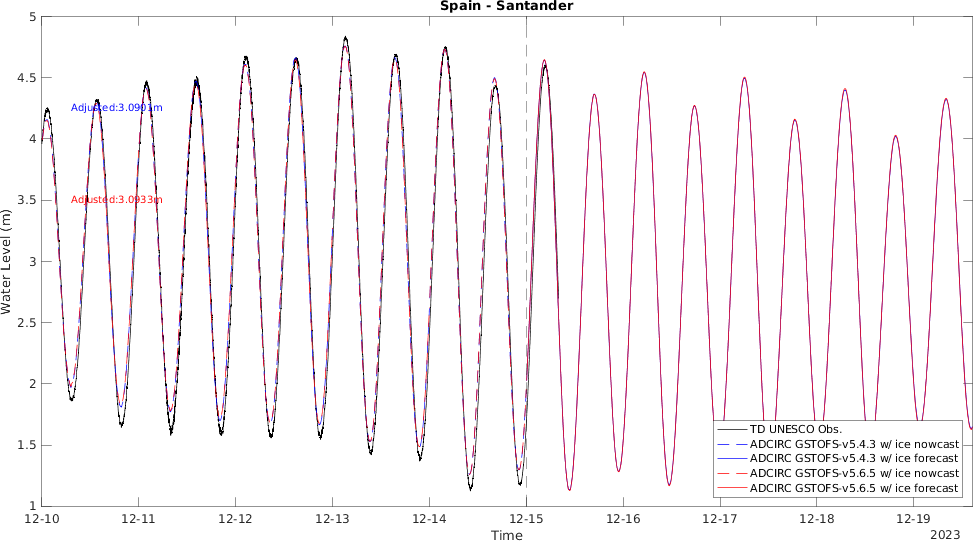 Spain - Santander
5
4.5
4
3.5
3
2.5
2
1.5
1
Water Level (m)
Adjusted:3.0901m
Adjusted:3.0933m
TD UNESCO Obs.
ADCIRC GSTOFS-v5.4.3 w/ ice nowcast
ADCIRC GSTOFS-v5.4.3 w/ ice forecast
ADCIRC GSTOFS-v5.6.5 w/ ice nowcast
ADCIRC GSTOFS-v5.6.5 w/ ice forecast
12-10 12-11 12-12 12-13 12-14 12-15 12-16 12-17 12-18 12-19
Time
2023